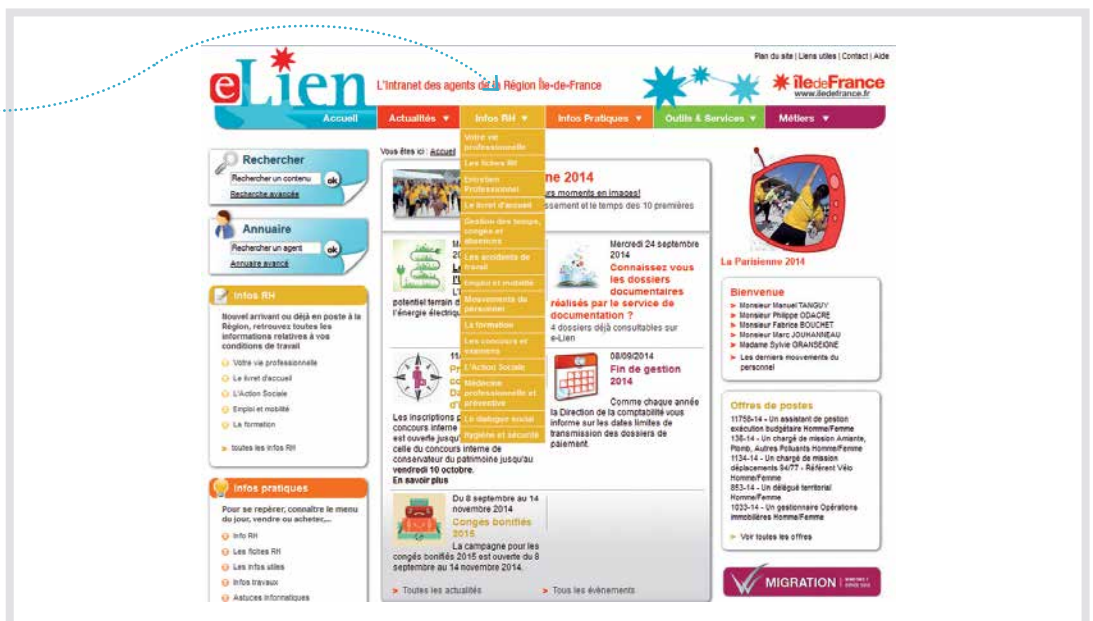 Plan du site | Liens utiles | Contact | Aide
eLien
L'Intranet des agents de la Région Île-de-France
îledeFrance
www.iledefrance.fr
Accueil
Actualités
Infos RH
Infos Pratiques
Outils & Services
Métiers
Rechercher
Rechercher un contenu
ok
Recherche avancée
Annuaire
Rechercher un agent
ok
Annuaire avancé
Infos RH
Nouvel arrivant ou déjà en poste à la
Région, retrouvez toutes les
informations relatives à vos
conditions de travail
Votre vie professionnelle
Le livret d'accueil
L'Action Sociale
Emploi et mobilité
La formation
toutes les infos RH
Infos pratiques
Pour se repérer, connaître le menu
du jour, vendre ou acheter,...
Info RH
Les fiches RH
Les infos utiles
Infos travaux
Astuces informatiques
Vous êtes ici : Accueil
Votre vie
professionnelle
Les fiches RH
Entretien
Professionnel
Le livret d'accueil
Gestion des temps,
congés et
absences
Les accidents de
travail
Emploi et mobilité
Mouvements de
personnel
La formation
Les concours et
examens
L'Action Sociale
Médecine
professionnelle et
préventive
Le dialogue social
Hygiène et sécurité
ne 2014
rs moments en images!
issement et le temps des 10 premières
potentiel terrain d
l'énergie électriqu
Mercredi 24 septembre
2014
Connaissez vous
les dossiers
documentaires
réalisés par le service de
documentation ?
4 dossiers déjà consultables sur
e-Lien
11/
Les inscriptions p
concours interne
est ouverte jusqu'
celle du concours interne de
conservateur du patrimoine jusqu'au
vendredi 10 octobre.
En savoir plus
08/09/2014
Fin de gestion
2014
Comme chaque année
la Direction de la comptabilité vous
informe sur les dates limites de
transmission des dossiers de
paiement.
Du 8 septembre au 14
novembre 2014
Congés bonifiés
2015
La campagne pour les
congés bonifiés 2015 est ouverte du 8
septembre au 14 novembre 2014.
Toutes les actualités
Tous les évènements
La Parisienne 2014
Bienvenue
Monsieur Manuel TANGUY
Monsieur Philippe ODACRE
Monsieur Fabrice BOUCHET
Monsieur Marc JOUHANNEAU
Madame Sylvie GRANSEIGNE
Les derniers mouvements du
personnel
Offres de postes
11758-14 - Un assistant de gestion
exécution budgétaire Homme/Femme
136-14 - Un chargé de mission Amiante,
Plomb, Autres Poluants Homme/Femme
1134-14 - Un chargé de mission
déplacements 94/77 - Référent Vélo
Homme/Femme
853-14 - Un délégué territorial
Homme/Femme
1033-14 - Un gestionnaire Opérations
immobilières Homme/Femme
Voir toutes les offres
MIGRATION